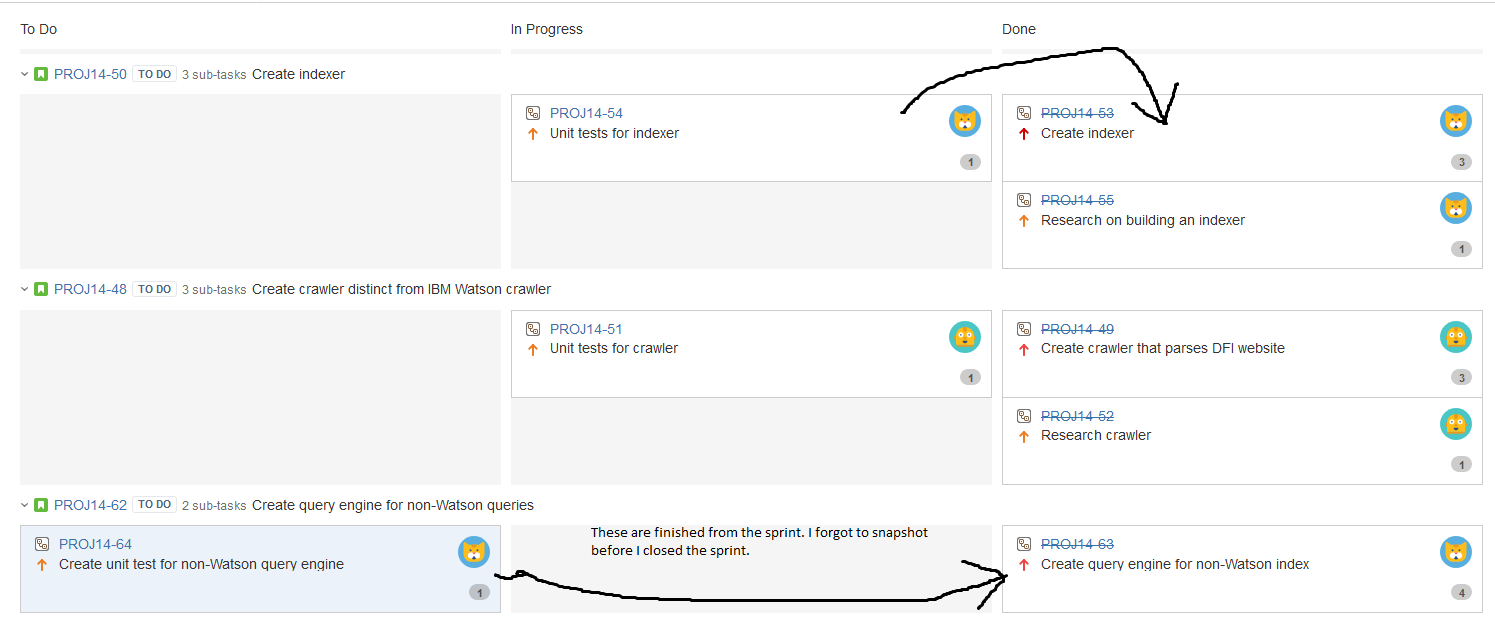 To Do In Progress Done
PROJ14-50 TO DO 3 sub-tasks Create indexer
PROJ14-54
Unit tests for indexer
1
PROJ14-53
Create indexer
3
PROJ14-55
Research on building an indexer
1
PROJ14-48 TO DO 3 sub-tasks Create crawler distinct from IBM Watson crawler
PROJ14-51
Unit tests for crawler
1
PROJ14-49
Create crawler that parses DFI website
3
PROJ14-52
Research crawler
1
PROJ14-62 TO DO 2 sub-tasks Create query engine for non-Watson queries
PROJ14-64
Create unit test for non-Watson query engine
1
These are finished from the sprint. I forgot to snapshot
before I closed the sprint.
PROJ14-63
Create query engine for non-Watson index
4